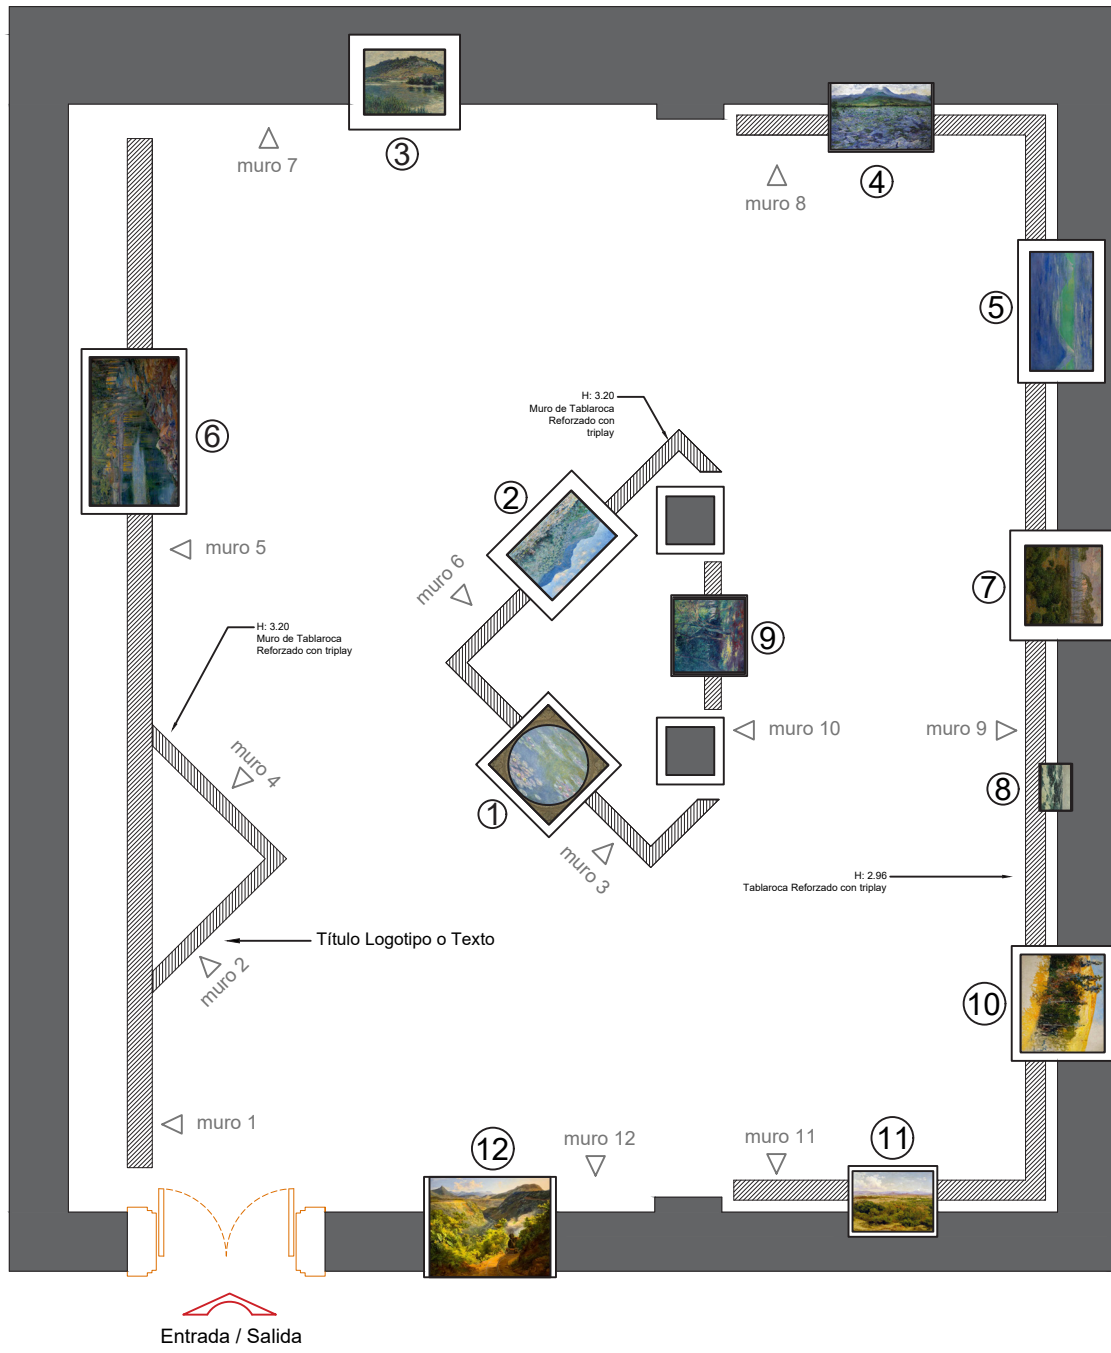 3
muro 7
4
muro 8
5
H: 3.20
Muro de Tablaroca
Reforzado con
triplay
6
2
muro 5
muro 6
7
H: 3.20
Muro de Tablaroca
Reforzado con triplay
9
muro 4
muro 10
muro 9
8
1
muro 3
H: 2.96
Tablaroca Reforzado con triplay
Título Logotipo o Texto
muro 2
10
muro 1
muro 12
muro 11
11
12
Entrada / Salida